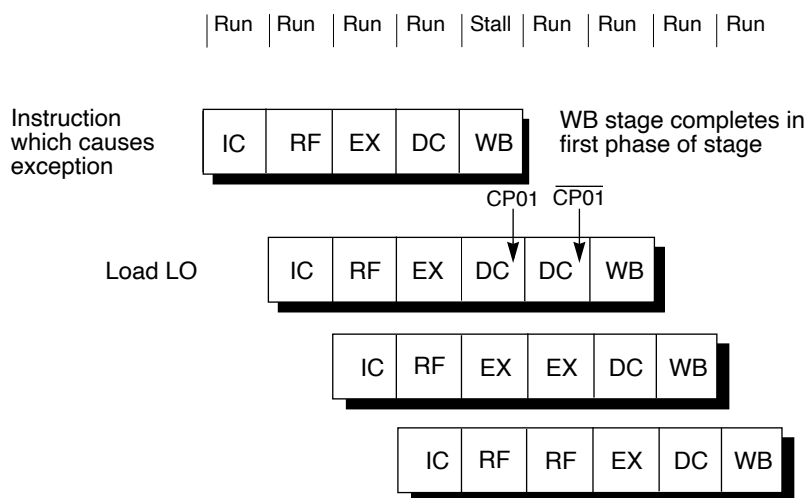 Run Run Run Run Stall Run Run Run Run
Instruction
which causes
exception
IC RF EX DC WB
WB stage completes in
first phase of stage
CP01 CP01
Load LO
IC RF EX DC DC WB
IC RF EX EX DC WB
IC RF RF EX DC WB